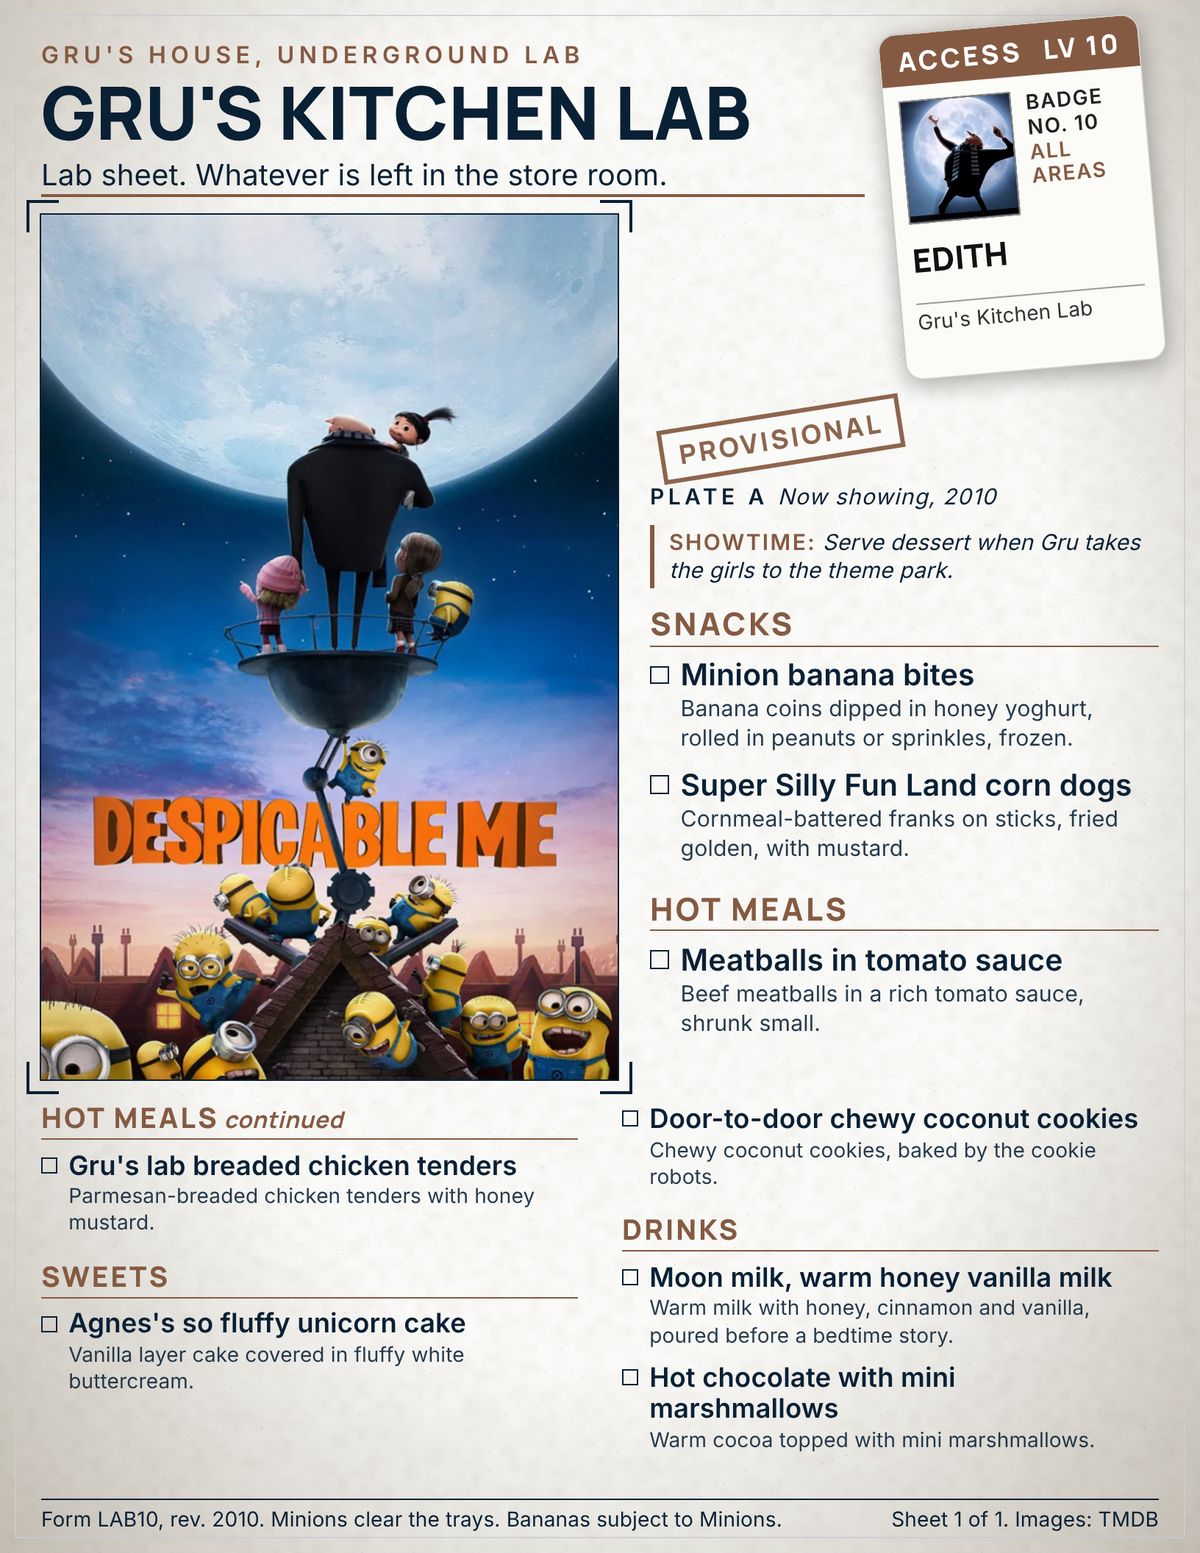 GRU'S HOUSE, UNDERGROUND LAB
GRU'S KITCHEN LAB
Lab sheet. Whatever is left in the store room.
ACCESS LV 10
BADGE
NO. 10
ALL
AREAS
EDITH
Gru's Kitchen Lab
PROVISIONAL
PLATE A Now showing, 2010
SHOWTIME: Serve dessert when Gru takes
the girls to the theme park.
SNACKS
Minion banana bites
Banana coins dipped in honey yoghurt,
rolled in peanuts or sprinkles, frozen.
Super Silly Fun Land corn dogs
Cornmeal-battered franks on sticks, fried
golden, with mustard.
HOT MEALS
Meatballs in tomato sauce
Beef meatballs in a rich tomato sauce,
shrunk small.
DESPICABLE ME
HOT MEALS continued
Gru's lab breaded chicken tenders
Parmesan-breaded chicken tenders with honey
mustard.
SWEETS
Agnes's so fluffy unicorn cake
Vanilla layer cake covered in fluffy white
buttercream.
Door-to-door chewy coconut cookies
Chewy coconut cookies, baked by the cookie
robots.
DRINKS
Moon milk, warm honey vanilla milk
Warm milk with honey, cinnamon and vanilla,
poured before a bedtime story.
Hot chocolate with mini
marshmallows
Warm cocoa topped with mini marshmallows.
Form LAB10, rev. 2010. Minions clear the trays. Bananas subject to Minions.
Sheet 1 of 1. Images: TMDB